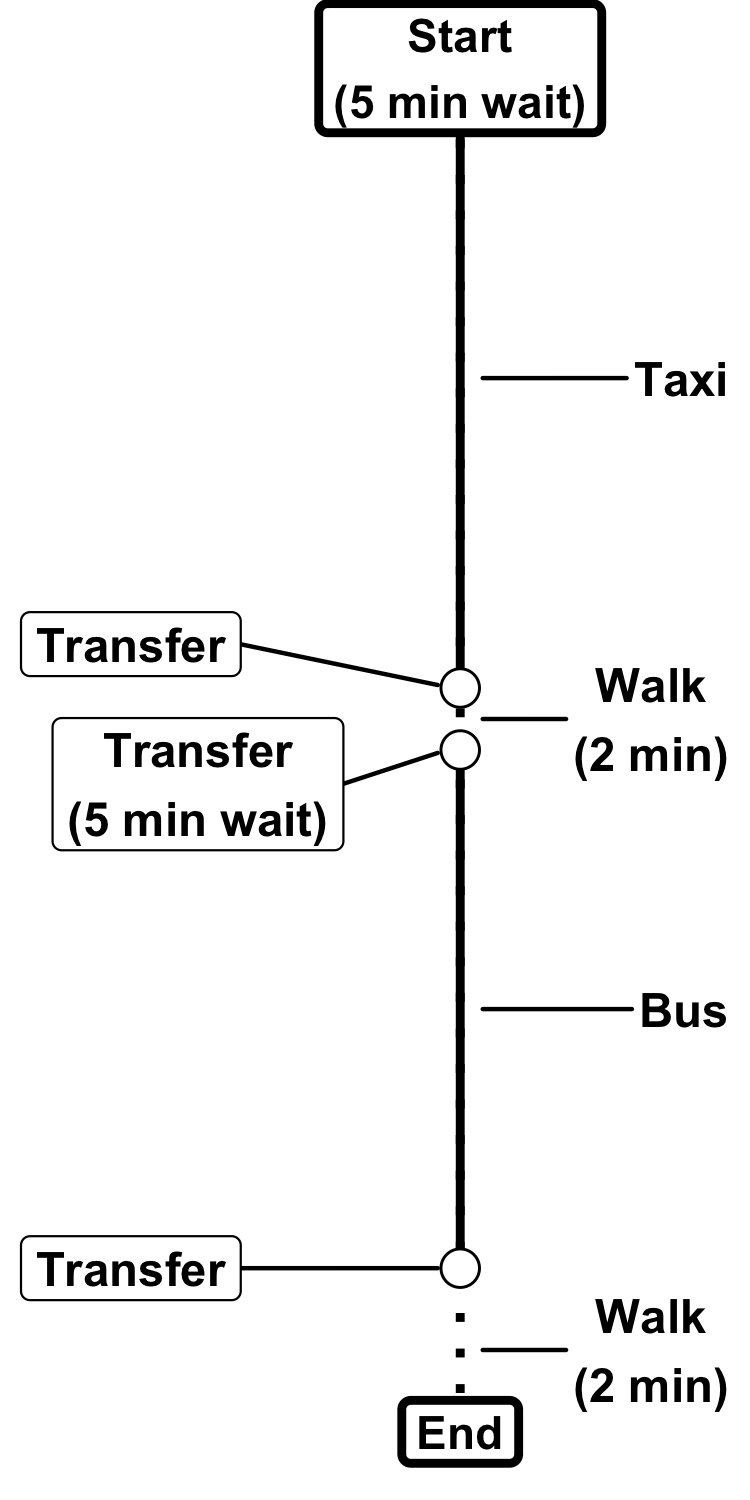 Start
(5 min wait)
Taxi
Transfer
Walk
(2 min)
Transfer
(5 min wait)
Bus
Transfer
Walk
(2 min)
End